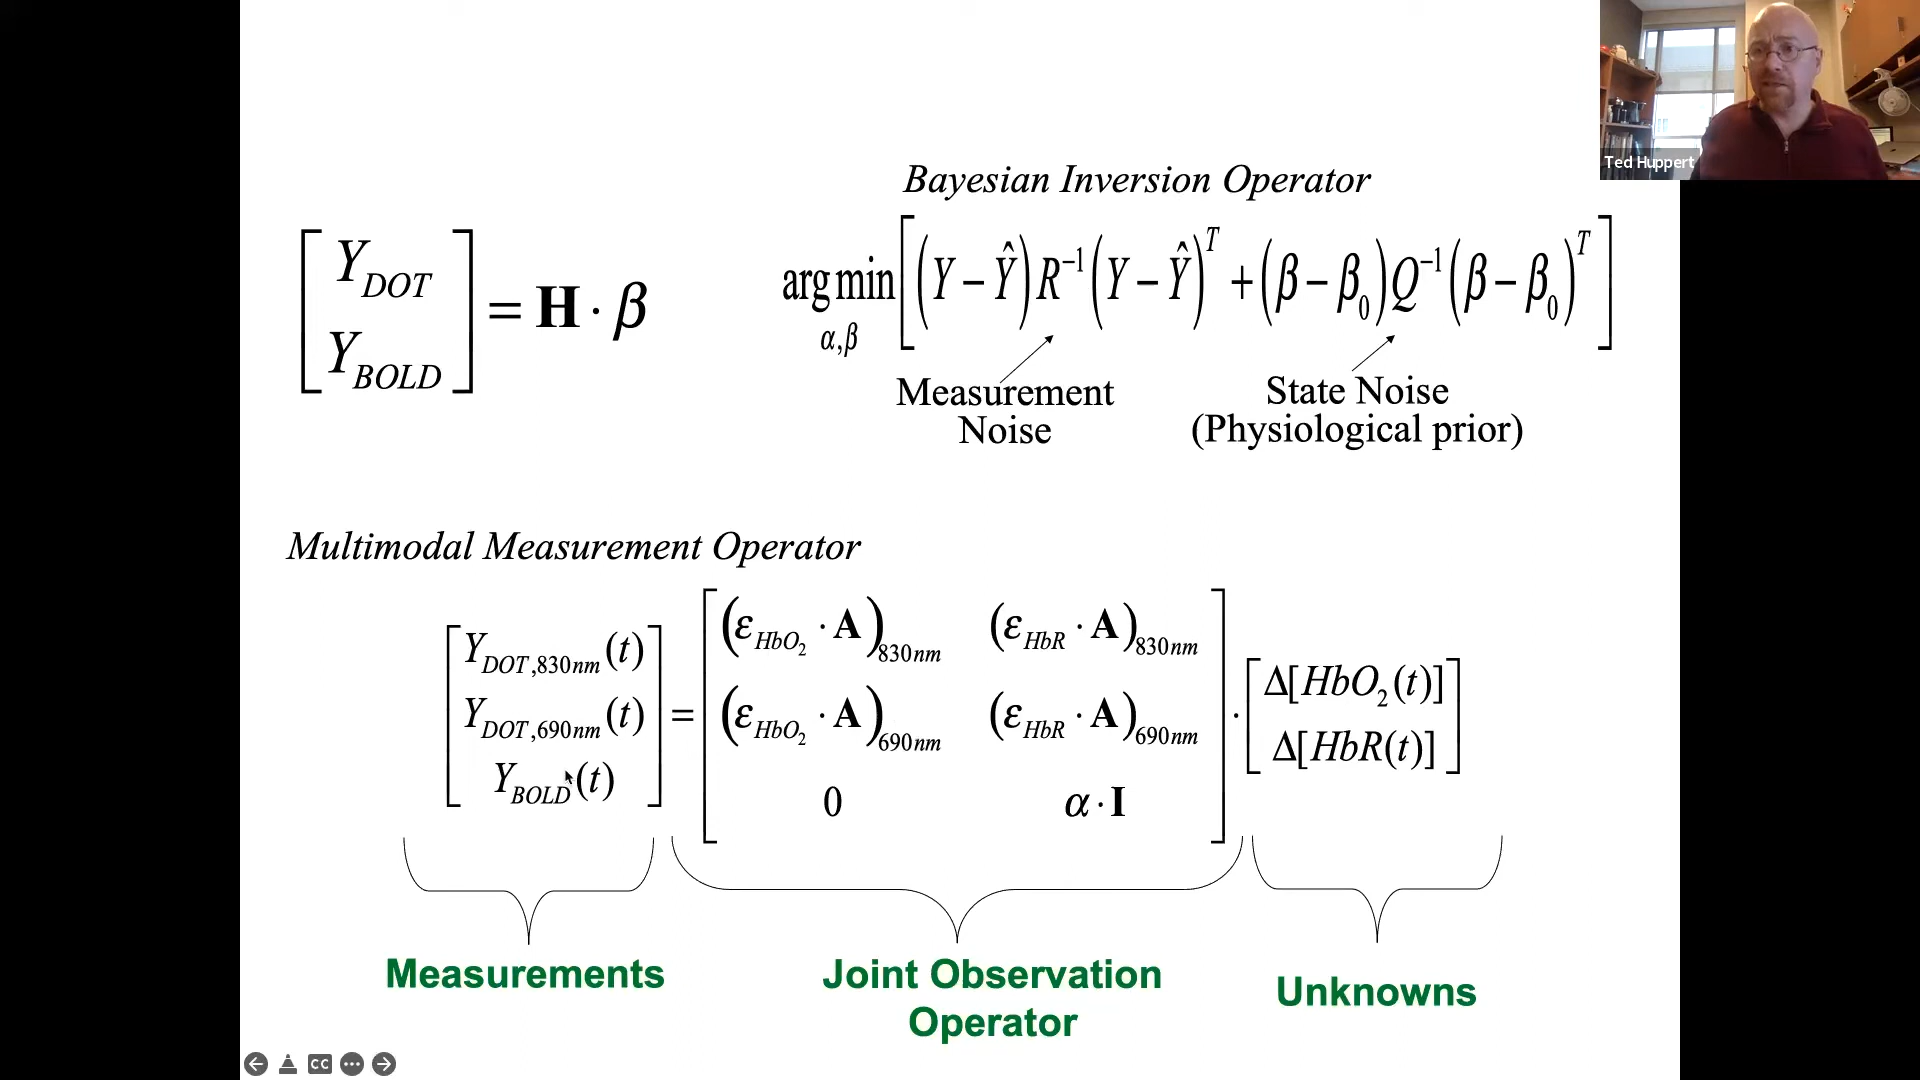 Ted Huppert
Bayesian Inversion Operator
[Y_DOT
Y_BOLD] = H · β
arg min_{α,β} [(Y − Ŷ)R⁻¹(Y − Ŷ)ᵀ + (β − β₀)Q⁻¹(β − β₀)ᵀ]
Measurement
Noise
State Noise
(Physiological prior)
Multimodal Measurement Operator
[Y_DOT,830nm(t)
Y_DOT,690nm(t)
Y_BOLD(t)]
=
[(ε_HbO₂ · A)_830nm (ε_HbR · A)_830nm
(ε_HbO₂ · A)_690nm (ε_HbR · A)_690nm
0 α · I]
·
[Δ[HbO₂(t)]
Δ[HbR(t)]]
Measurements
Joint Observation
Operator
Unknowns
CC